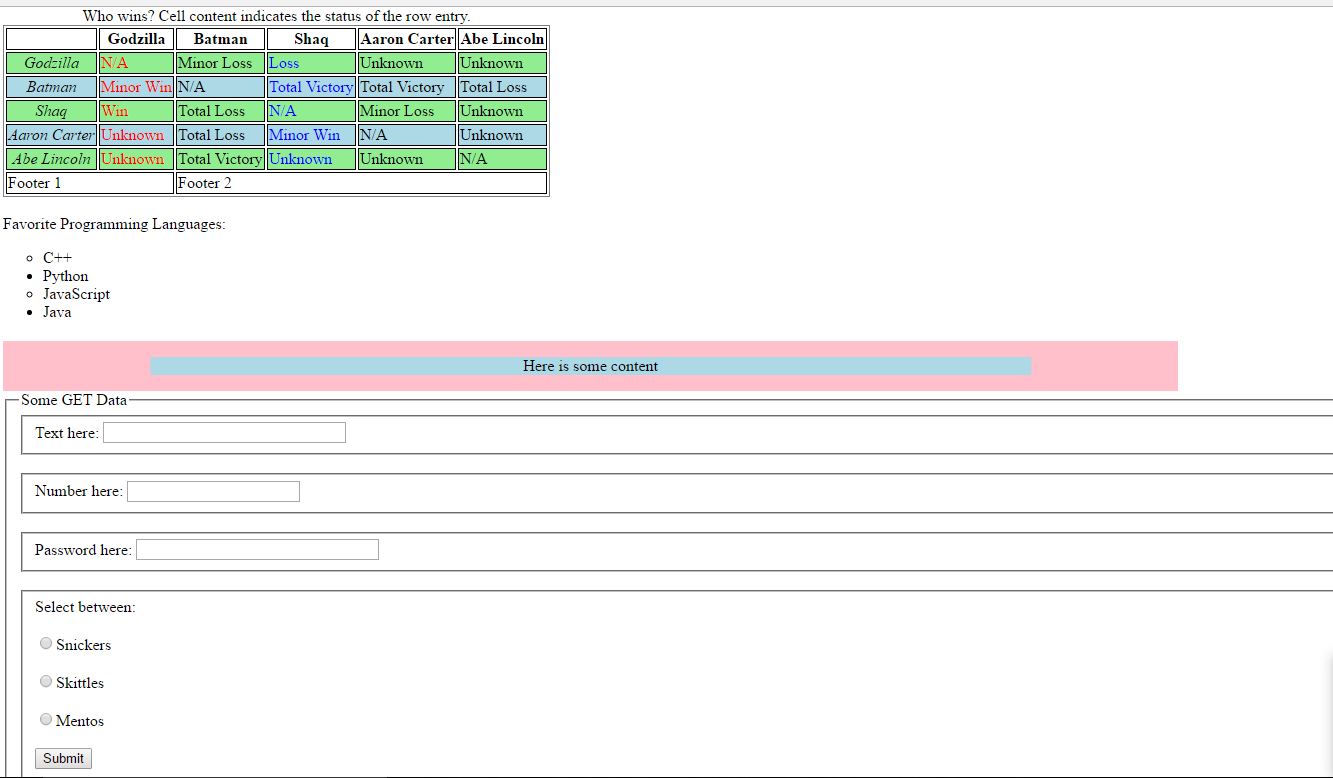 Who wins? Cell content indicates the status of the row entry.
Godzilla Batman Shaq Aaron Carter Abe Lincoln
Godzilla N/A Minor Loss Loss Unknown Unknown
Batman Minor Win N/A Total Victory Total Victory Total Loss
Shaq Win Total Loss N/A Minor Loss Unknown
Aaron Carter Unknown Total Loss Minor Win N/A Unknown
Abe Lincoln Unknown Total Victory Unknown Unknown N/A
Footer 1 Footer 2
Favorite Programming Languages:
C++
Python
JavaScript
Java
Here is some content
Some GET Data
Text here:
Number here:
Password here:
Select between:
Snickers
Skittles
Mentos
Submit